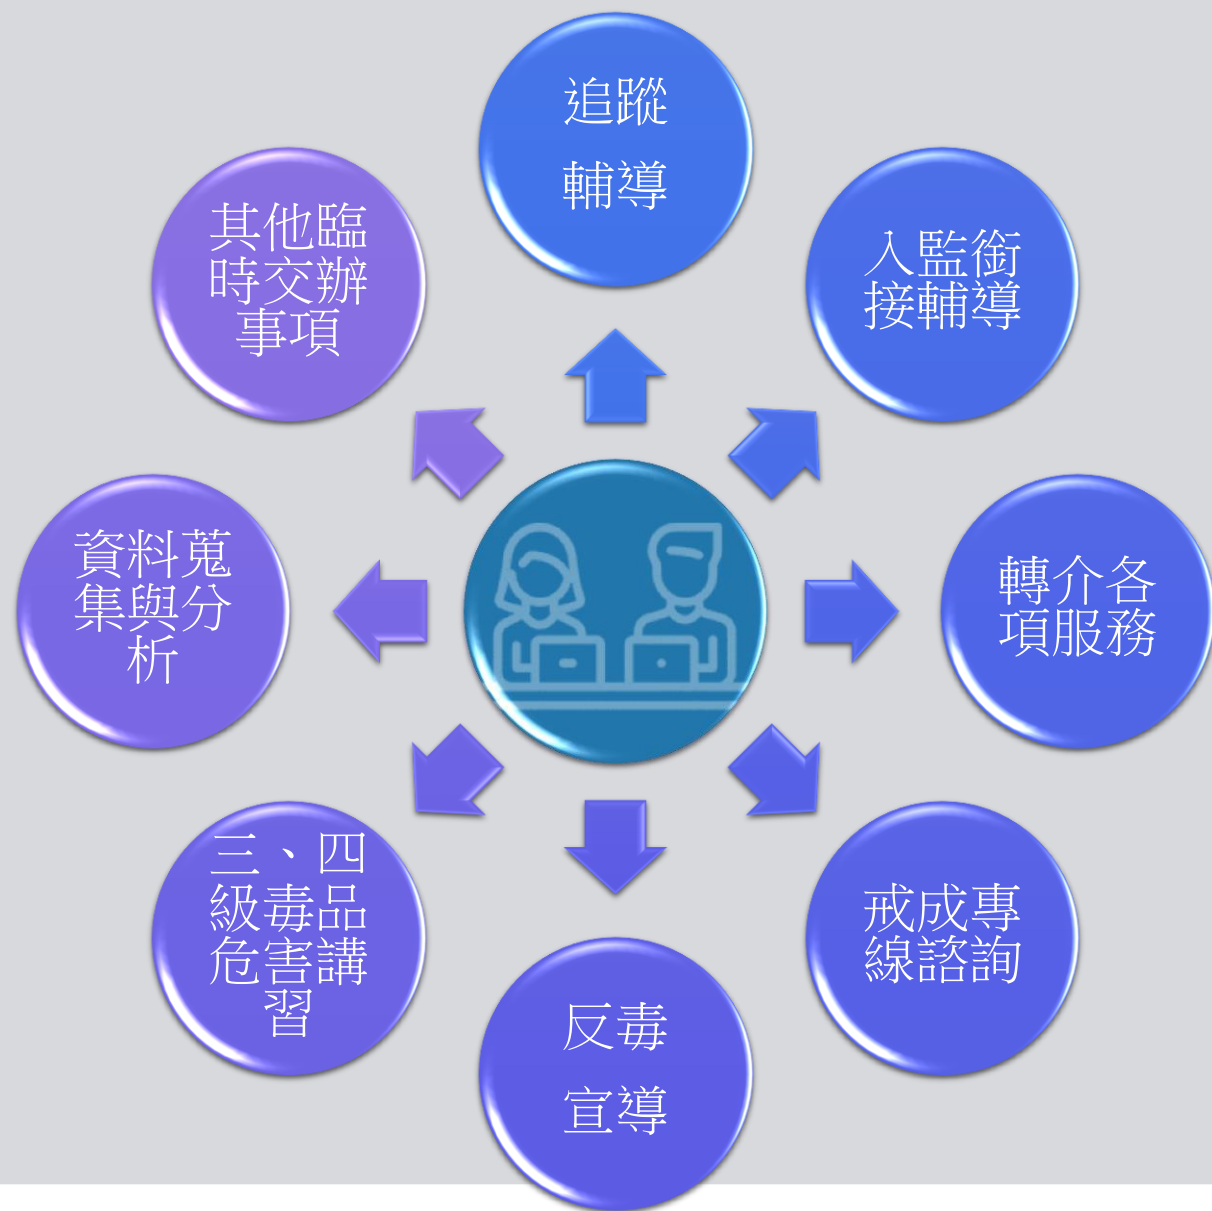 追蹤
輔導
入監銜
接輔導
轉介各
項服務
戒成專
線諮詢
反毒
宣導
三、四
級毒品
危害講
習
資料蒐
集與分
析
其他臨
時交辦
事項